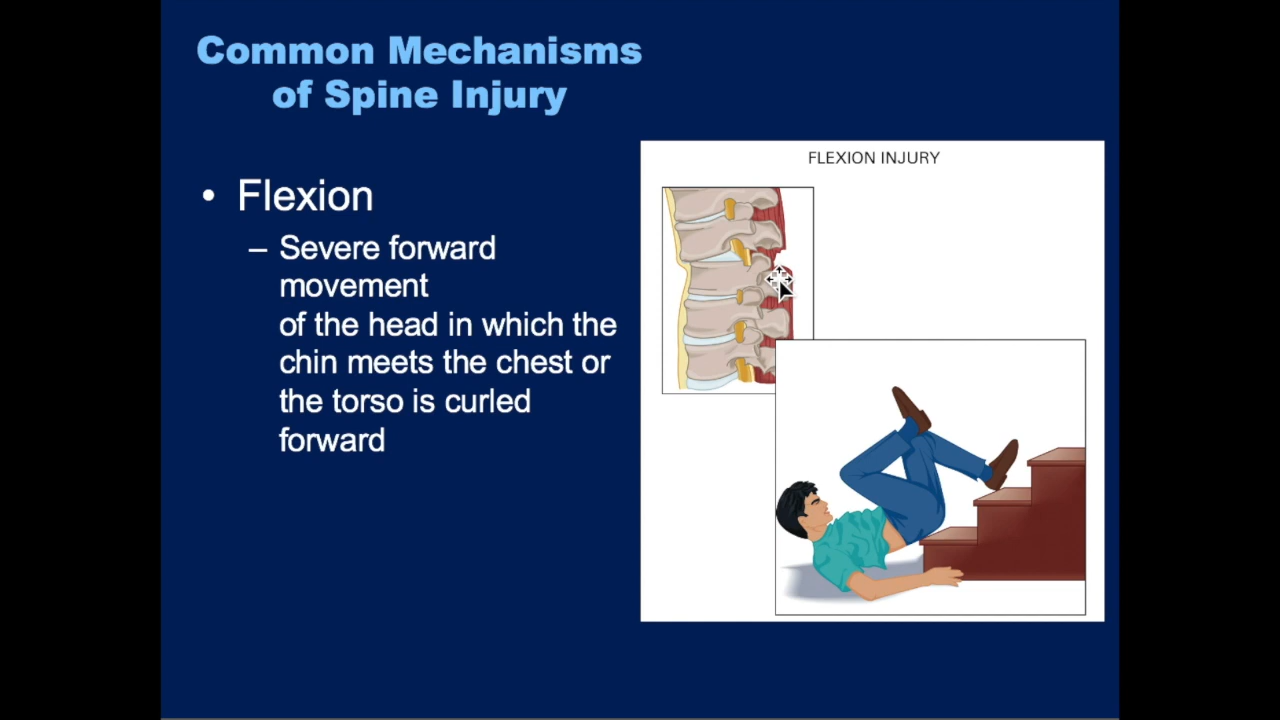 Common Mechanisms
of Spine Injury
• Flexion
– Severe forward
movement
of the head in which the
chin meets the chest or
the torso is curled
forward
FLEXION INJURY